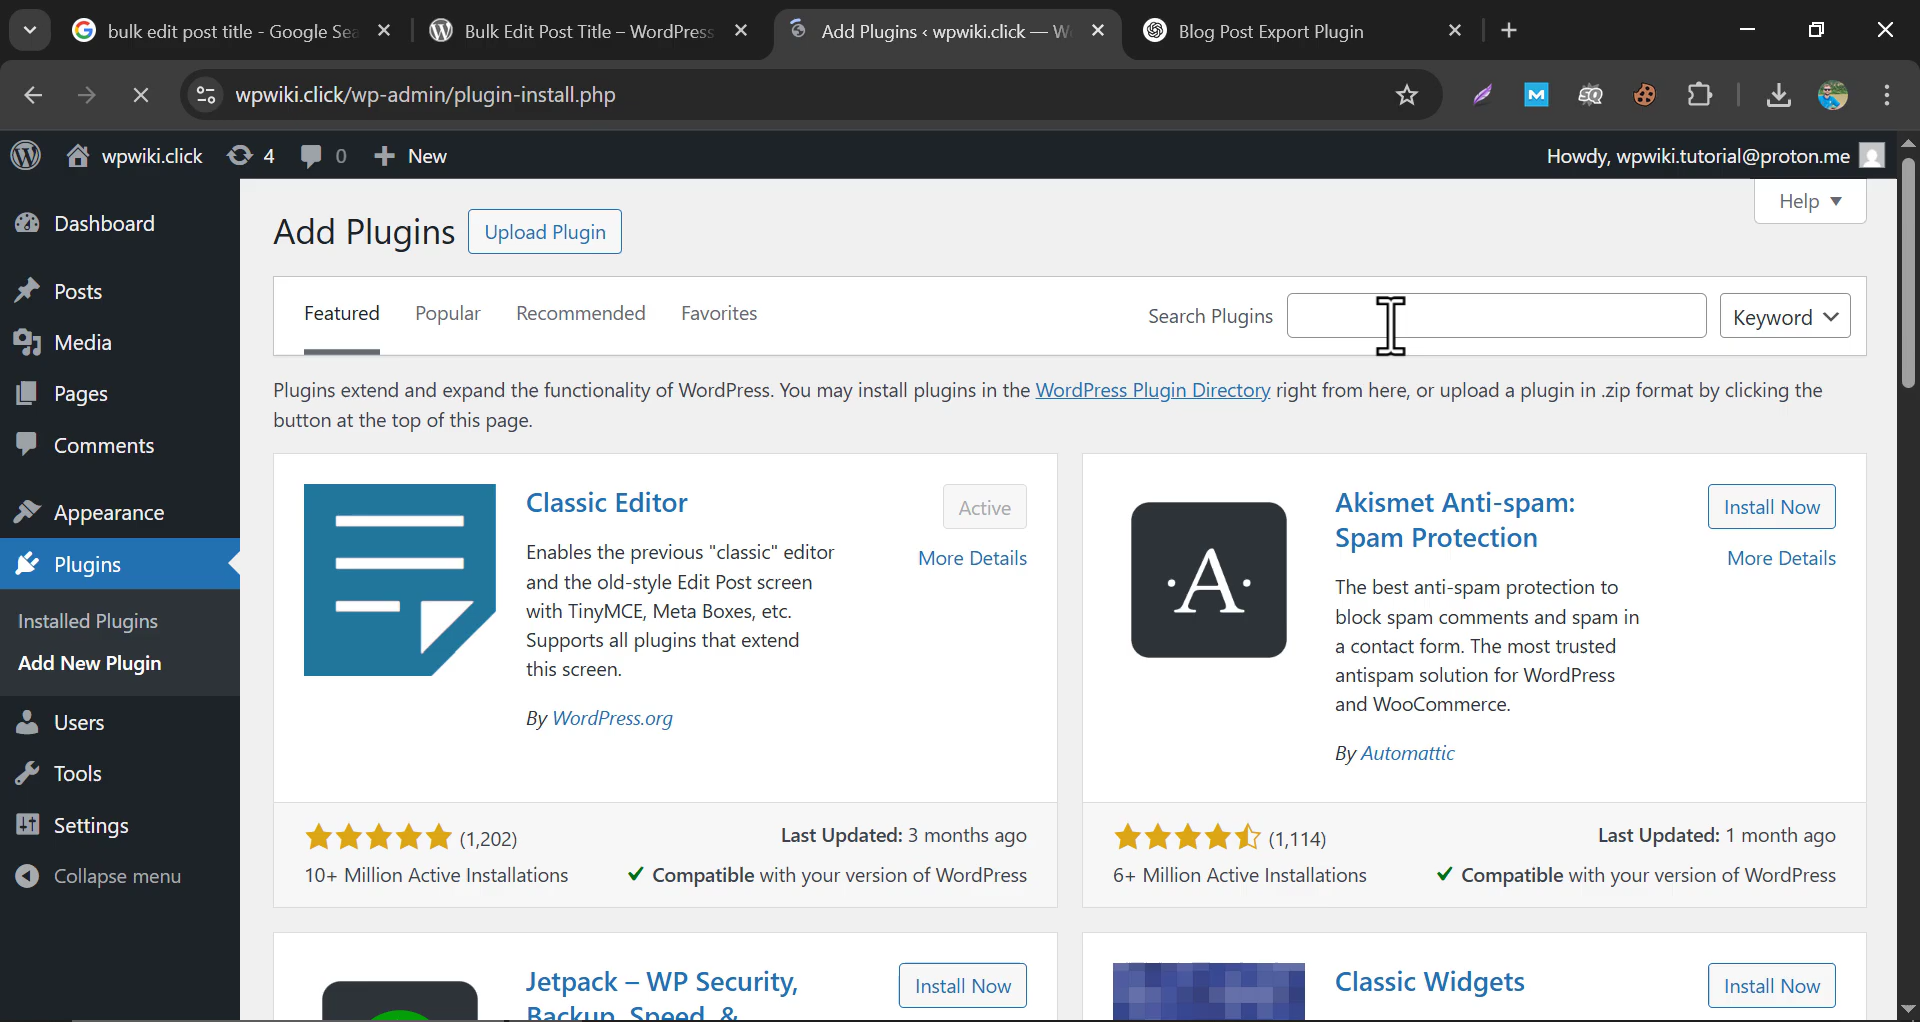 bulk edit post title - Google Sea
Bulk Edit Post Title – WordPress
Add Plugins ‹ wpwiki.click — W
Blog Post Export Plugin
wpwiki.click/wp-admin/plugin-install.php
wpwiki.click
4
0
New
Howdy, wpwiki.tutorial@proton.me
Dashboard
Posts
Media
Pages
Comments
Appearance
Plugins
Installed Plugins
Add New Plugin
Users
Tools
Settings
Collapse menu
Help
Add Plugins
Upload Plugin
Featured
Popular
Recommended
Favorites
Search Plugins
Keyword
Plugins extend and expand the functionality of WordPress. You may install plugins in the WordPress Plugin Directory right from here, or upload a plugin in .zip format by clicking the
button at the top of this page.
Classic Editor
Active
More Details
Enables the previous "classic" editor
and the old-style Edit Post screen
with TinyMCE, Meta Boxes, etc.
Supports all plugins that extend
this screen.
By WordPress.org
(1,202)
Last Updated: 3 months ago
10+ Million Active Installations
Compatible with your version of WordPress
·A·
Akismet Anti-spam:
Spam Protection
Install Now
More Details
The best anti-spam protection to
block spam comments and spam in
a contact form. The most trusted
antispam solution for WordPress
and WooCommerce.
By Automattic
(1,114)
Last Updated: 1 month ago
6+ Million Active Installations
Compatible with your version of WordPress
Jetpack – WP Security,
Backup, Speed, &
Install Now
Classic Widgets
Install Now